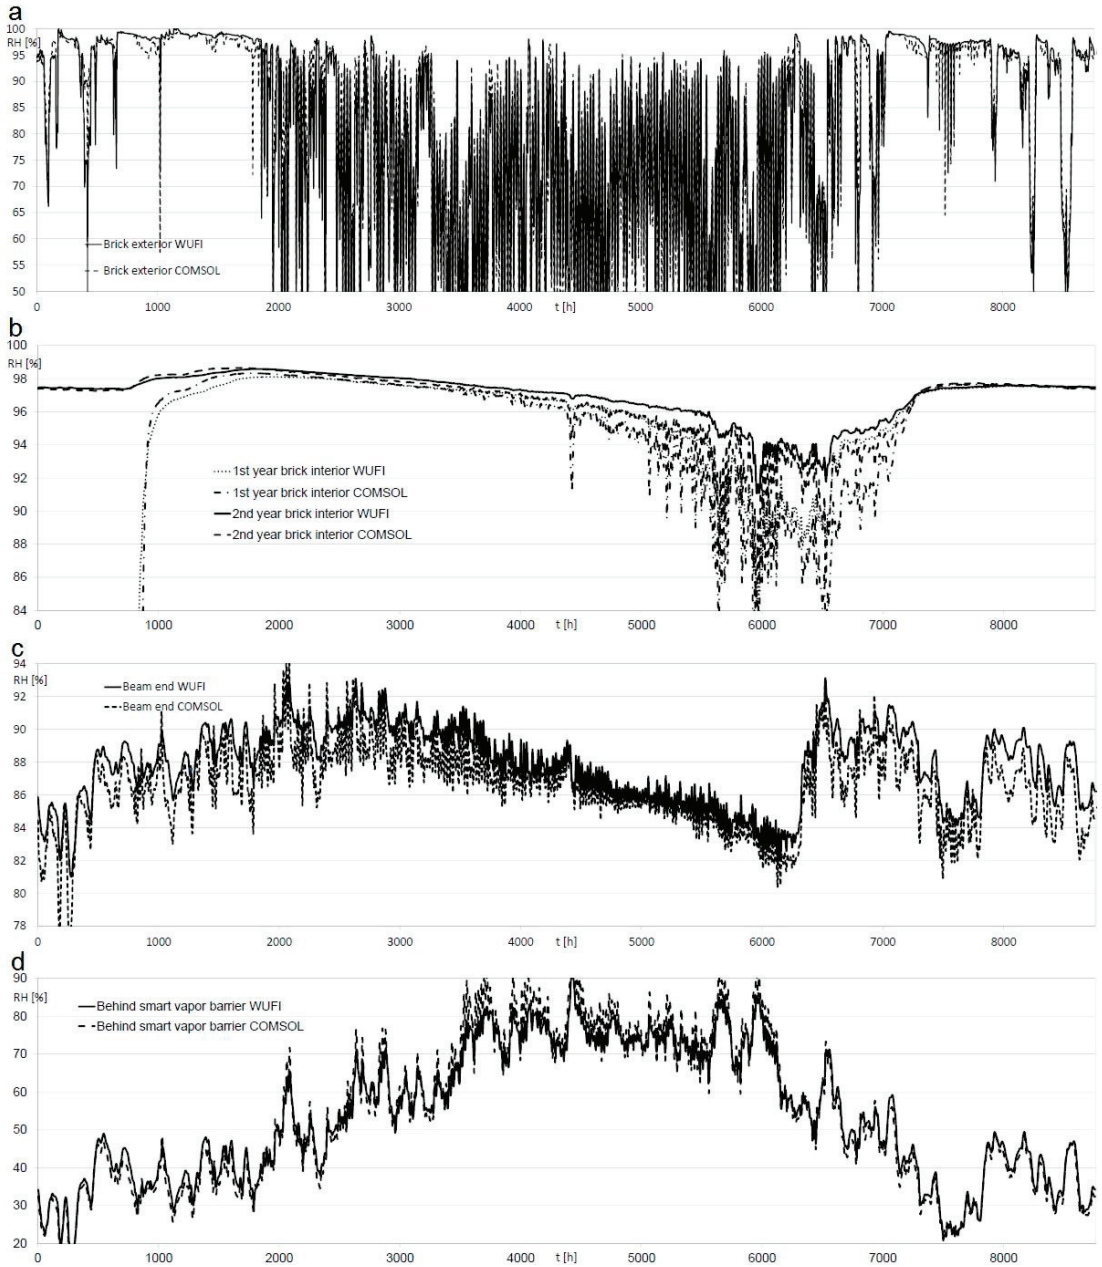 a
100
RH [%]
95
90
85
80
75
70
65
60
55
50
Brick exterior WUFI
Brick exterior COMSOL
0 1000 2000 3000 4000 t [h] 5000 6000 7000 8000
b
100
RH [%]
98
96
94
92
90
88
86
84
1st year brick interior WUFI
1st year brick interior COMSOL
2nd year brick interior WUFI
2nd year brick interior COMSOL
0 1000 2000 3000 4000 t [h] 5000 6000 7000 8000
c
94
RH [%]
92
90
88
86
84
82
80
78
Beam end WUFI
Beam end COMSOL
0 1000 2000 3000 4000 t [h] 5000 6000 7000 8000
d
90
RH [%]
80
70
60
50
40
30
20
Behind smart vapor barrier WUFI
Behind smart vapor barrier COMSOL
0 1000 2000 3000 4000 t [h] 5000 6000 7000 8000